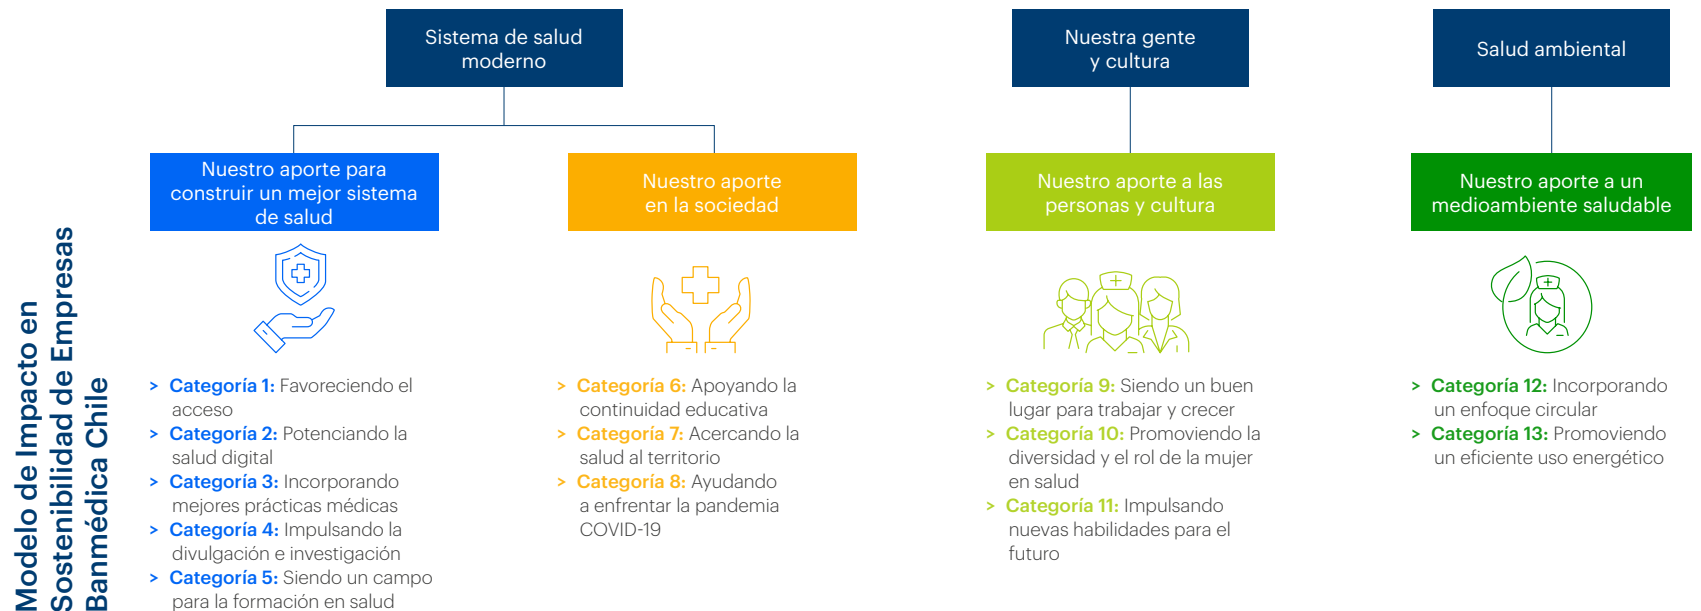 Modelo de Impacto en
Sostenibilidad de Empresas
Banmédica Chile
Sistema de salud
moderno
Nuestro aporte para
construir un mejor sistema
de salud
> Categoría 1: Favoreciendo el
acceso
> Categoría 2: Potenciando la
salud digital
> Categoría 3: Incorporando
mejores prácticas médicas
> Categoría 4: Impulsando la
divulgación e investigación
> Categoría 5: Siendo un campo
para la formación en salud
Nuestro aporte
en la sociedad
> Categoría 6: Apoyando la
continuidad educativa
> Categoría 7: Acercando la
salud al territorio
> Categoría 8: Ayudando
a enfrentar la pandemia
COVID-19
Nuestra gente
y cultura
Nuestro aporte a las
personas y cultura
> Categoría 9: Siendo un buen
lugar para trabajar y crecer
> Categoría 10: Promoviendo la
diversidad y el rol de la mujer
en salud
> Categoría 11: Impulsando
nuevas habilidades para el
futuro
Salud ambiental
Nuestro aporte a un
medioambiente saludable
> Categoría 12: Incorporando
un enfoque circular
> Categoría 13: Promoviendo
un eficiente uso energético